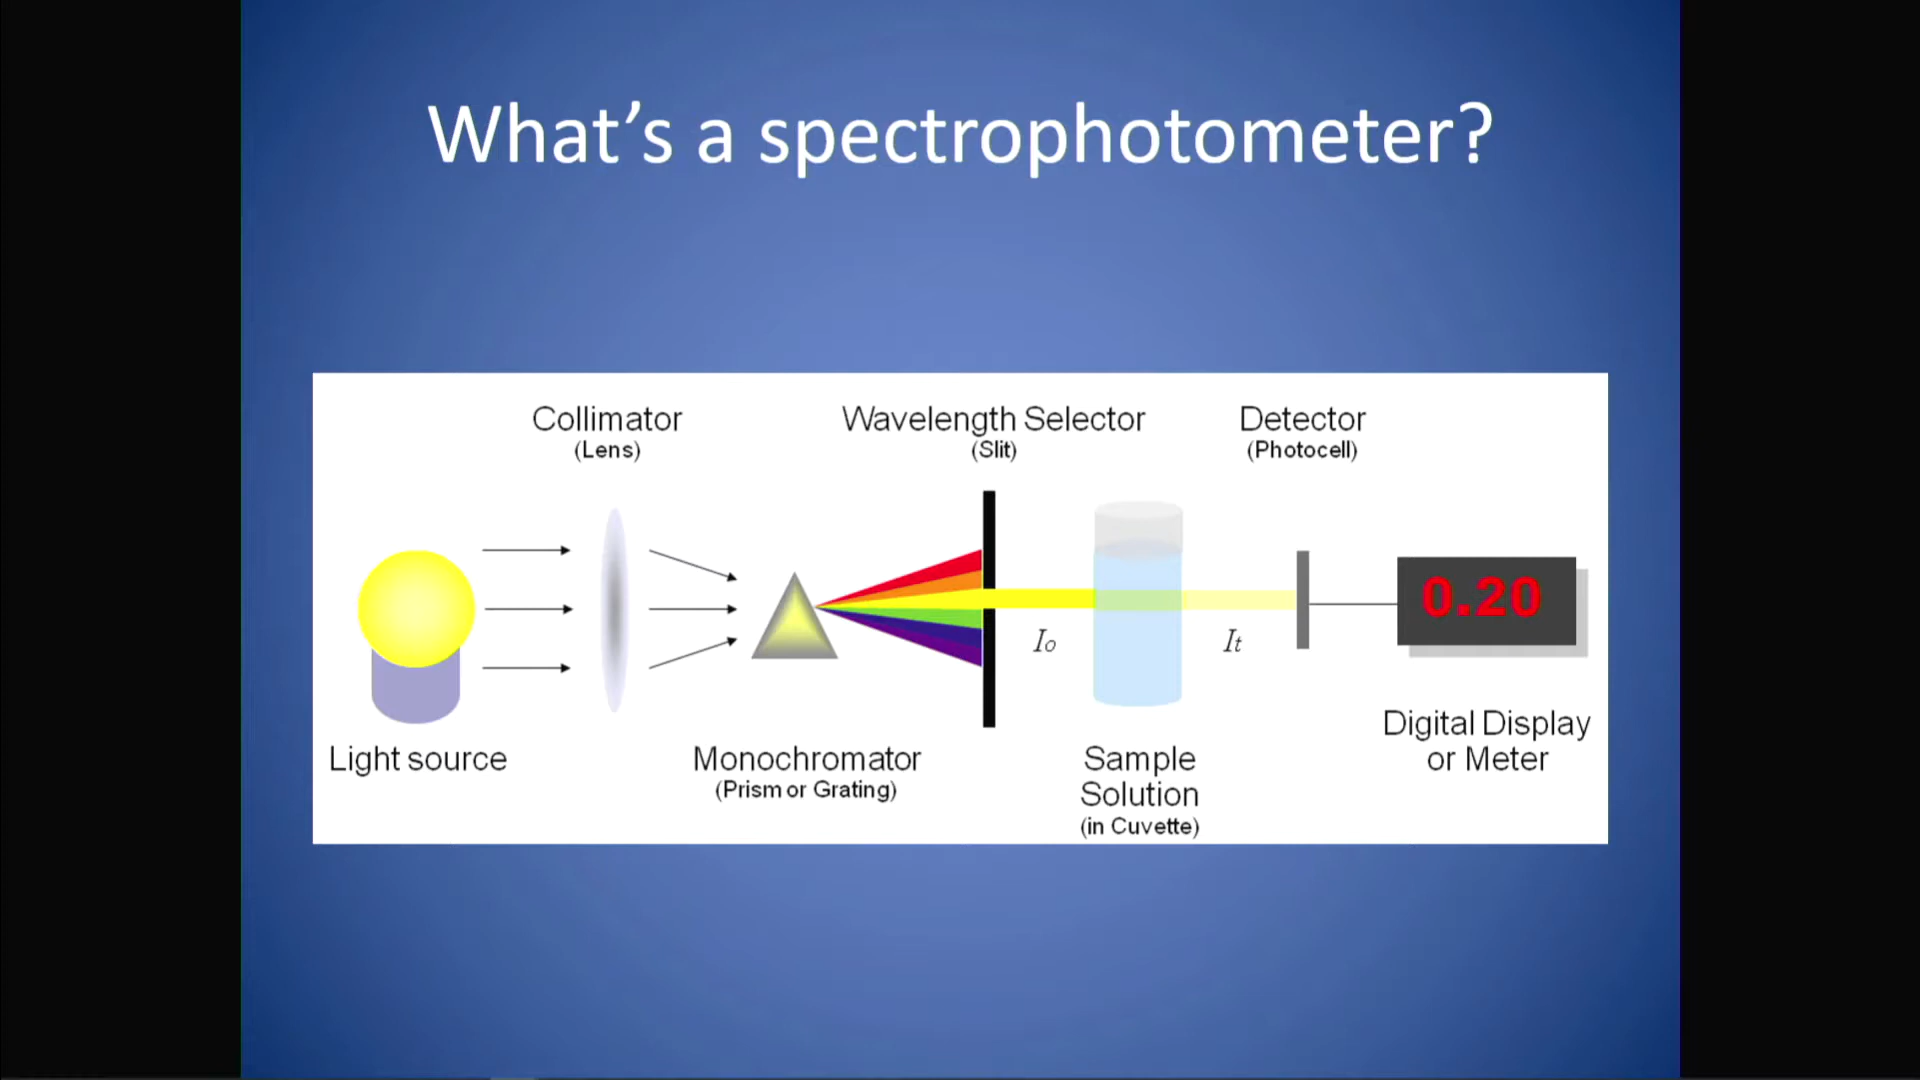 What's a spectrophotometer?
Collimator
(Lens)
Wavelength Selector
(Slit)
Detector
(Photocell)
Io
It
0.20
Light source
Monochromator
(Prism or Grating)
Sample
Solution
(in Cuvette)
Digital Display
or Meter